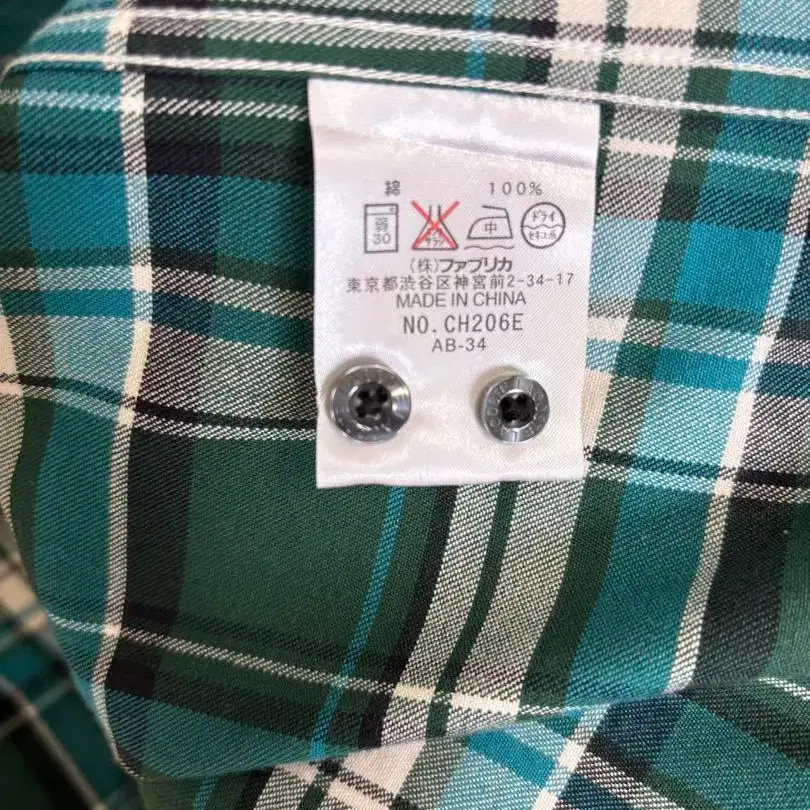 綿 100%
弱 中 ドライ
30 セキユ系
(株)ファブリカ
東京都渋谷区神宮前2-34-17
MADE IN CHINA
NO.CH206E
AB-34